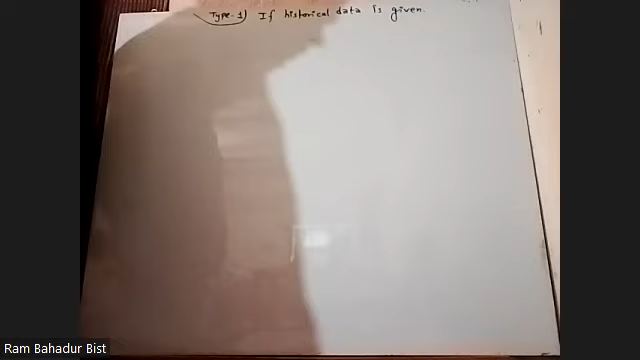 Type-1) If historical data is given.
Ram Bahadur Bist